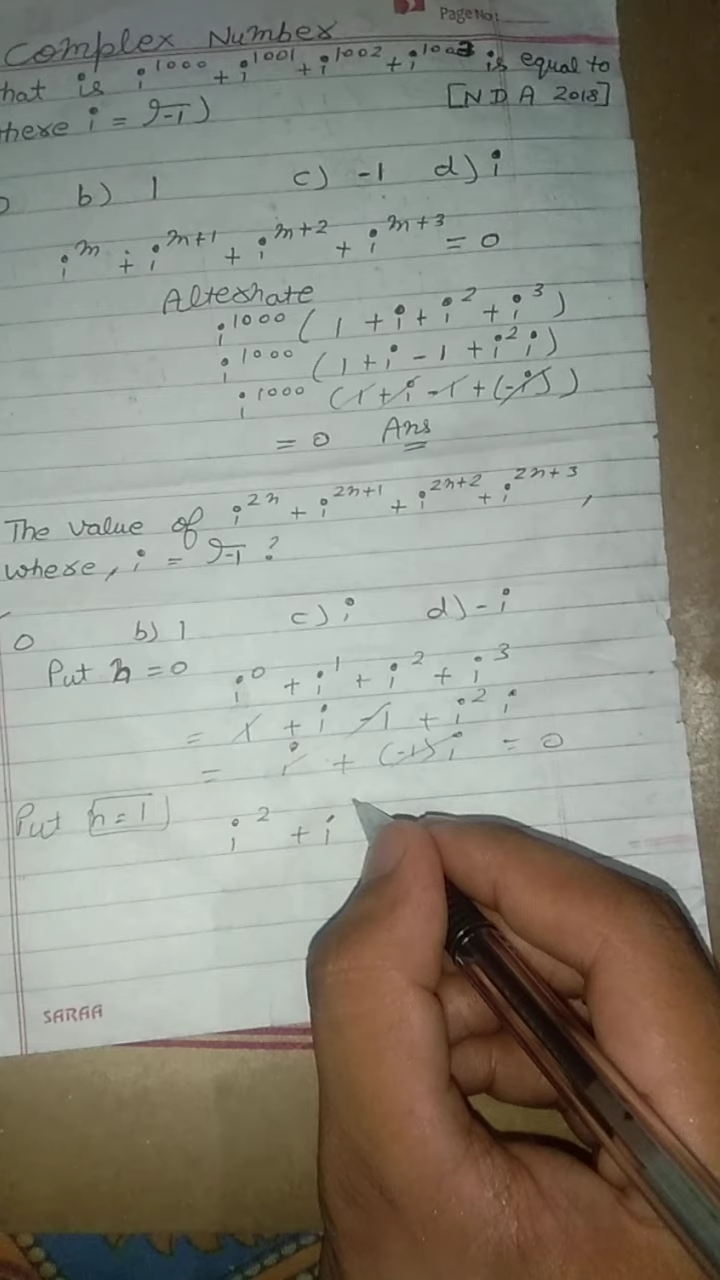 Page No:
Complex Number
hat is i^1000 + i^1001 + i^1002 + i^1003 is equal to
here i = √-1) [NDA 2018]
b) 1 c) -1 d) i
i^m + i^m+1 + i^m+2 + i^m+3 = 0
Alternate
i^1000 (1 + i + i^2 + i^3)
i^1000 (1 + i - 1 + i^2 i)
i^1000 (1 + i - 1 + (-i))
= 0 Ans
The value of i^2n + i^2n+1 + i^2n+2 + i^2n+3,
where, i = √-1 ?
0 b) 1 c) i d) -i
Put n = 0 i^0 + i^1 + i^2 + i^3
= 1 + i - 1 + i^2 i
= i + (-1) i = 0
Put n = 1 i^2 + i
SARAA